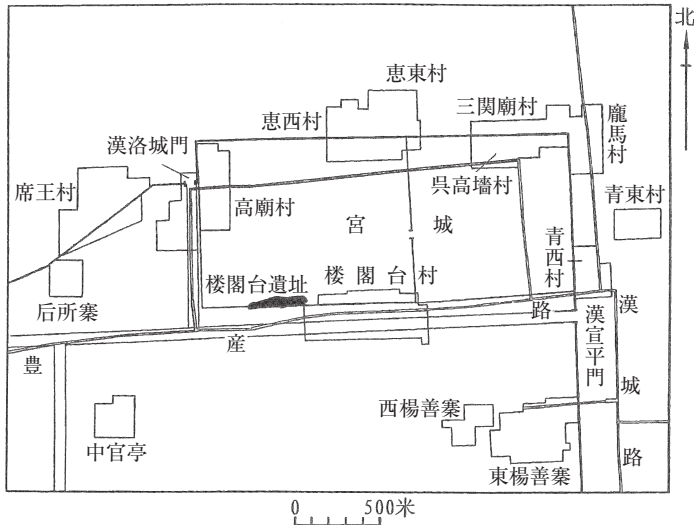 北
恵東村
恵西村
三関廟村
龐馬村
漢洛城門
席王村
高廟村
呉高墻村
青東村
宮城
青西村
楼閣台遺址
楼閣台村
后所寨
豊産路
漢宣平門
漢城路
中官亭
西楊善寨
東楊善寨
0 500米